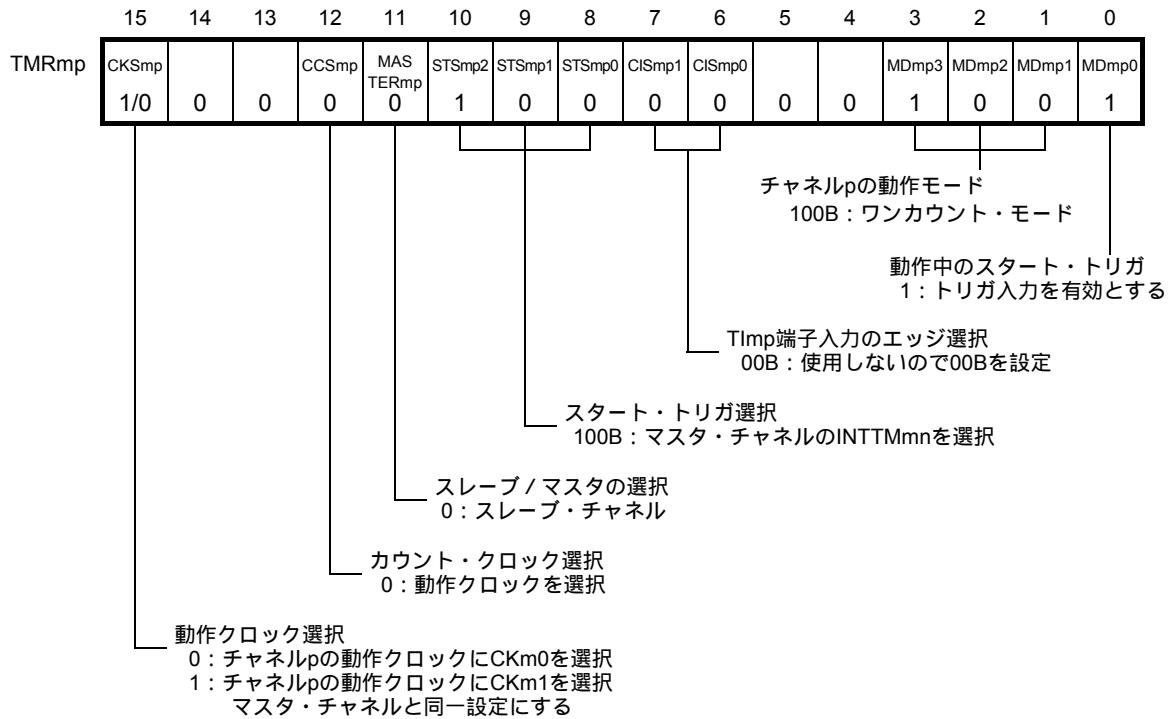 15 14 13 12 11 10 9 8 7 6 5 4 3 2 1 0
TMRmp CKSmp CCSmp MAS TERmp STSmp2 STSmp1 STSmp0 CISmp1 CISmp0 MDmp3 MDmp2 MDmp1 MDmp0
1/0 0 0 0 0 1 0 0 0 0 0 0 1 0 0 1
チャネルpの動作モード
100B：ワンカウント・モード
動作中のスタート・トリガ
1：トリガ入力を有効とする
TImp端子入力のエッジ選択
00B：使用しないので00Bを設定
スタート・トリガ選択
100B：マスタ・チャネルのINTTMmnを選択
スレーブ／マスタの選択
0：スレーブ・チャネル
カウント・クロック選択
0：動作クロックを選択
動作クロック選択
0：チャネルpの動作クロックにCKm0を選択
1：チャネルpの動作クロックにCKm1を選択
マスタ・チャネルと同一設定にする